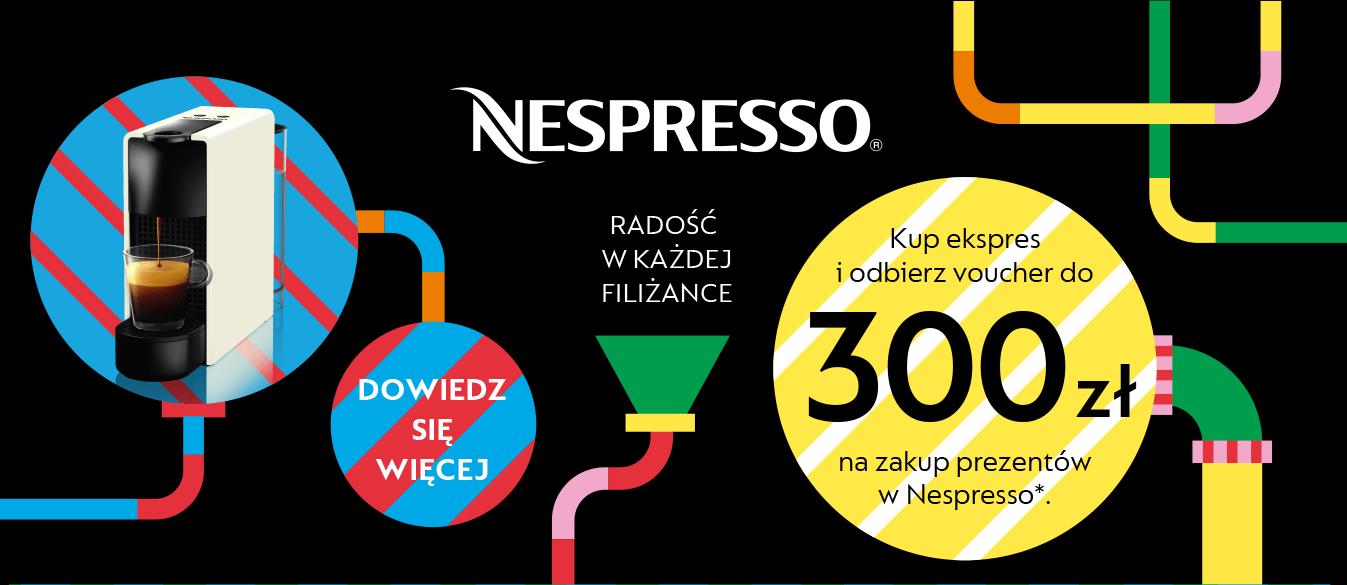 NESPRESSO®
RADOŚĆ
W KAŻDEJ
FILIŻANCE
Kup ekspres
i odbierz voucher do
300 zł
na zakup prezentów
w Nespresso*.
DOWIEDZ
SIĘ
WIĘCEJ